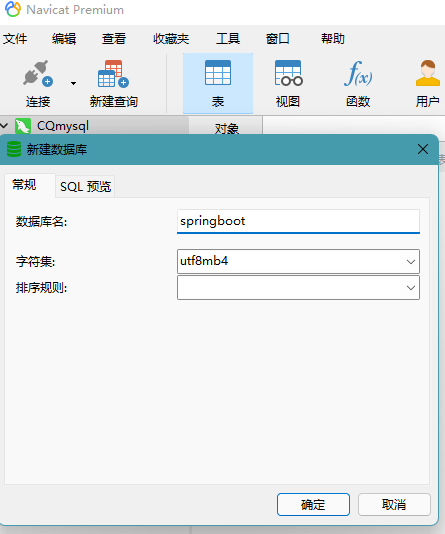 Navicat Premium
文件 编辑 查看 收藏夹 工具 窗口 帮助
f(x)
连接 新建查询 表 视图 函数 用户
CQmysql 对象
新建数据库
常规 SQL 预览
数据库名: springboot
字符集: utf8mb4
排序规则:
确定 取消